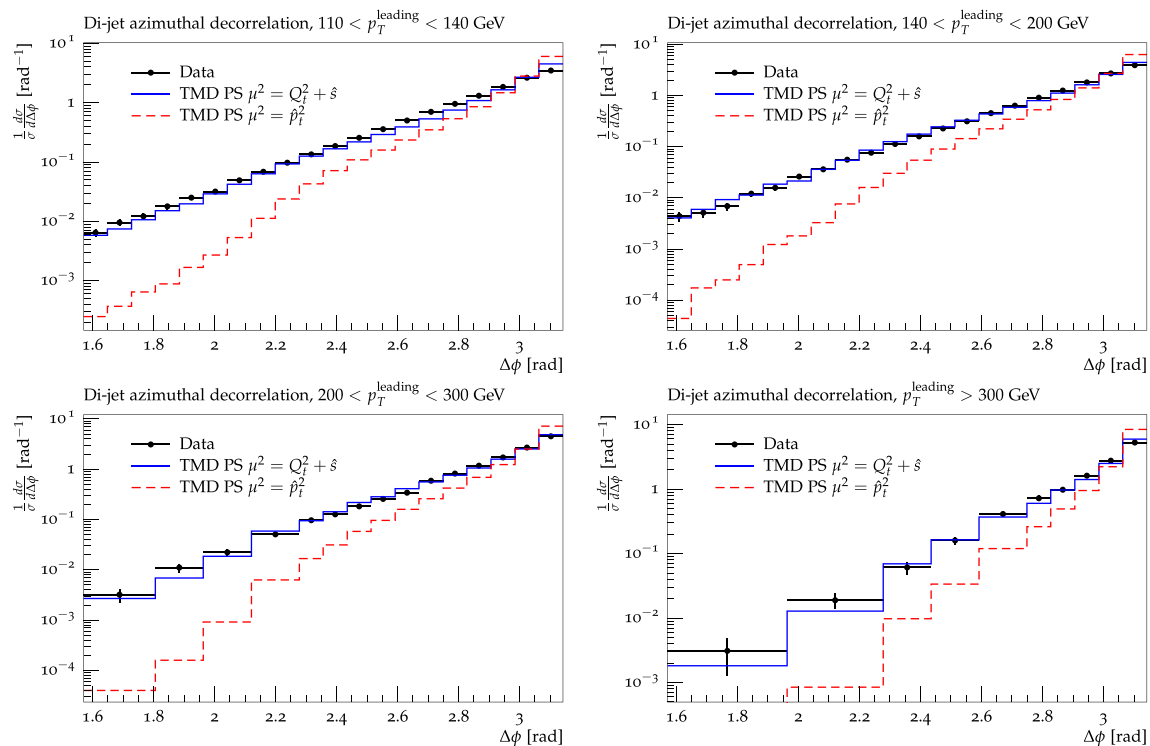 Di-jet azimuthal decorrelation, 110 < p_T^leading < 140 GeV
1/σ dσ/dΔϕ [rad⁻¹]
10¹
1
10⁻¹
10⁻²
10⁻³
Data
TMD PS μ² = Q_t² + ŝ
TMD PS μ² = p̂_t²
1.6 1.8 2 2.2 2.4 2.6 2.8 3
Δϕ [rad]
Di-jet azimuthal decorrelation, 140 < p_T^leading < 200 GeV
1/σ dσ/dΔϕ [rad⁻¹]
10¹
1
10⁻¹
10⁻²
10⁻³
10⁻⁴
Data
TMD PS μ² = Q_t² + ŝ
TMD PS μ² = p̂_t²
1.6 1.8 2 2.2 2.4 2.6 2.8 3
Δϕ [rad]
Di-jet azimuthal decorrelation, 200 < p_T^leading < 300 GeV
1/σ dσ/dΔϕ [rad⁻¹]
10¹
1
10⁻¹
10⁻²
10⁻³
10⁻⁴
Data
TMD PS μ² = Q_t² + ŝ
TMD PS μ² = p̂_t²
1.6 1.8 2 2.2 2.4 2.6 2.8 3
Δϕ [rad]
Di-jet azimuthal decorrelation, p_T^leading > 300 GeV
1/σ dσ/dΔϕ [rad⁻¹]
10¹
1
10⁻¹
10⁻²
10⁻³
Data
TMD PS μ² = Q_t² + ŝ
TMD PS μ² = p̂_t²
1.6 1.8 2 2.2 2.4 2.6 2.8 3
Δϕ [rad]